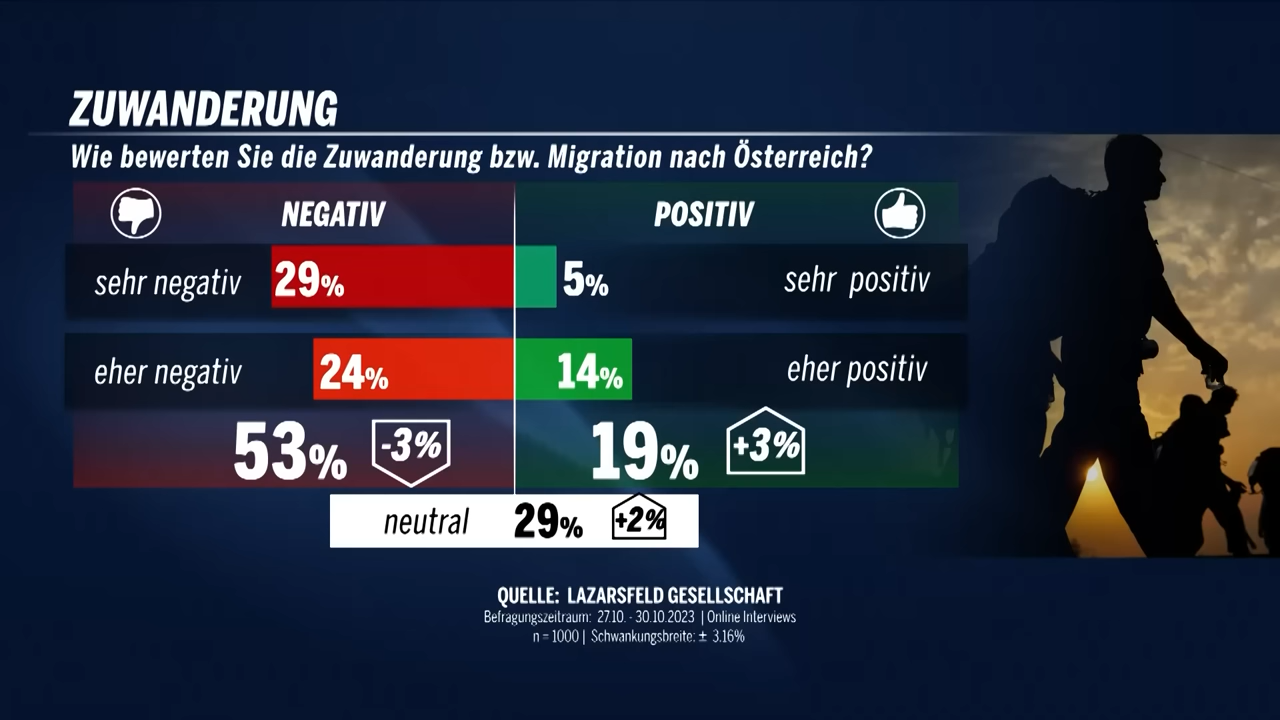 ZUWANDERUNG
Wie bewerten Sie die Zuwanderung bzw. Migration nach Österreich?
NEGATIV POSITIV
sehr negativ 29% 5% sehr positiv
eher negativ 24% 14% eher positiv
53% -3% 19% +3%
neutral 29% +2%
QUELLE: LAZARSFELD GESELLSCHAFT
Befragungszeitraum: 27.10. - 30.10.2023 | Online Interviews
n = 1000 | Schwankungsbreite: ± 3.16%